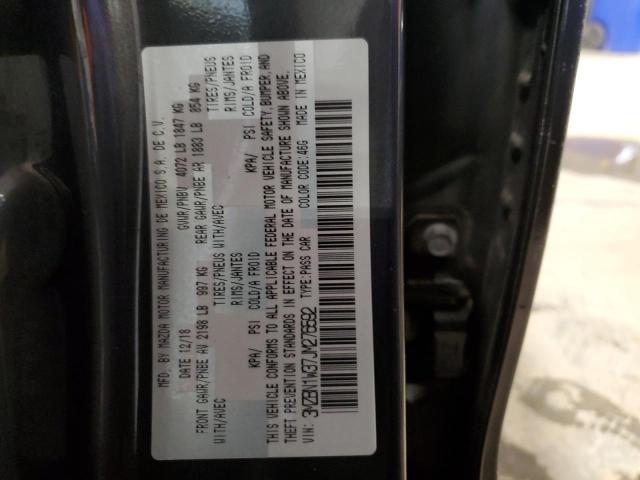 MFD. BY MAZDA MOTOR MANUFACTURING DE MEXICO S.A. DE C.V.
DATE 12/18 GVWR/PNBV 4072 LB 1847 KG
FRONT GAWR/PNBE AV 2198 LB 997 KG REAR GAWR/PNBE AR 1883 LB 854 KG
WITH/AVEC TIRES/PNEUS WITH/AVEC TIRES/PNEUS
RIMS/JANTES RIMS/JANTES
KPA/ PSI COLD/A FROID KPA/ PSI COLD/A FROID
THIS VEHICLE CONFORMS TO ALL APPLICABLE FEDERAL MOTOR VEHICLE SAFETY, BUMPER, AND
THEFT PREVENTION STANDARDS IN EFFECT ON THE DATE OF MANUFACTURE SHOWN ABOVE.
VIN: 3MZBN1W37JM276592 TYPE:PASS CAR COLOR CODE:46G MADE IN MEXICO